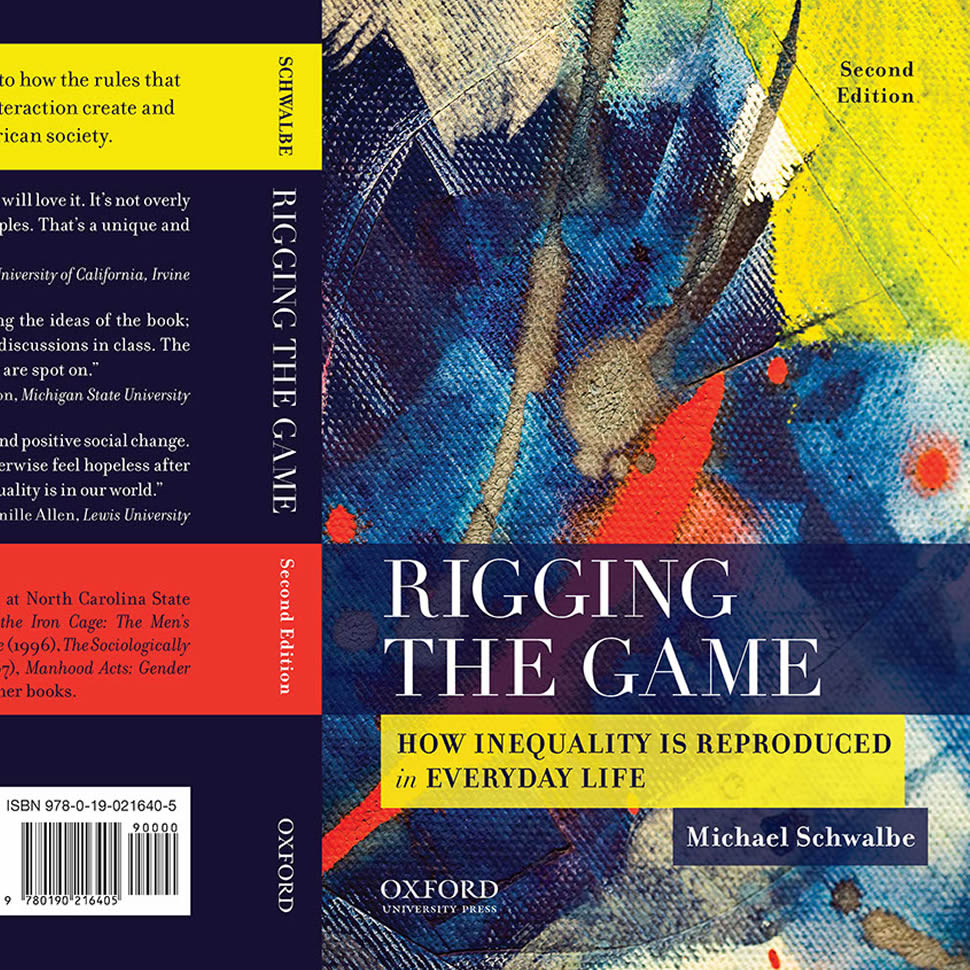 to how the rules that
teraction create and
rican society.
will love it. It's not overly
ples. That's a unique and
niversity of California, Irvine
ng the ideas of the book;
discussions in class. The
are spot on."
on, Michigan State University
nd positive social change.
erwise feel hopeless after
uality is in our world."
nille Allen, Lewis University
at North Carolina State
the Iron Cage: The Men's
e (1996), The Sociologically
97), Manhood Acts: Gender
her books.
ISBN 978-0-19-021640-5
90000
9 780190 216405
SCHWALBE
RIGGING THE GAME
Second Edition
OXFORD
Second
Edition
RIGGING
THE GAME
HOW INEQUALITY IS REPRODUCED
in EVERYDAY LIFE
Michael Schwalbe
OXFORD
UNIVERSITY PRESS